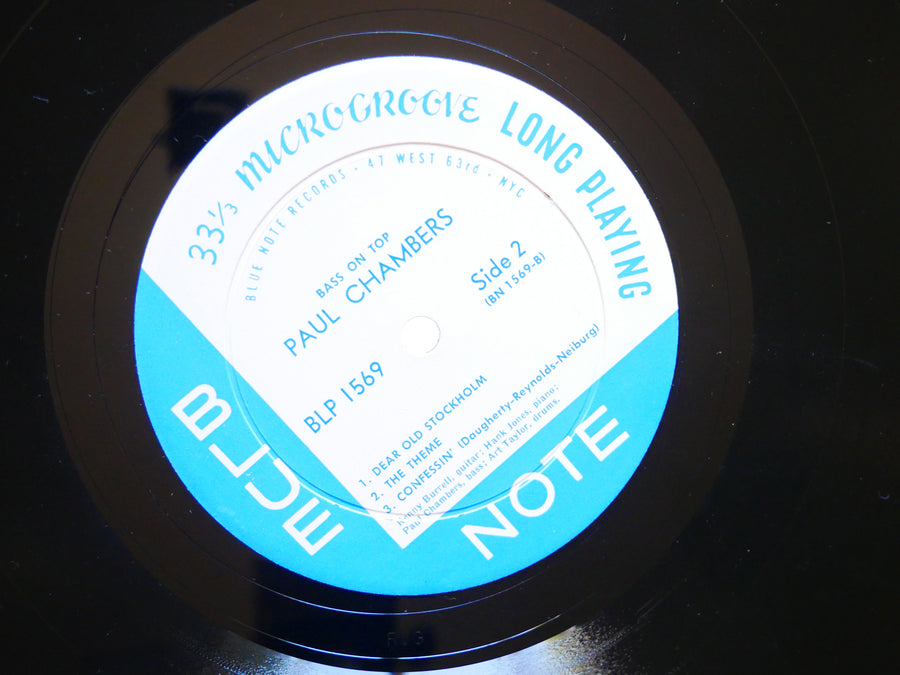 33⅓ MICROGROOVE LONG PLAYING
BLUE NOTE RECORDS · 47 WEST 63rd · NYC
BASS ON TOP
PAUL CHAMBERS
Side 2
(BN 1569-B)
BLP 1569
1. DEAR OLD STOCKHOLM
2. THE THEME
3. CONFESSIN' (Daugherty-Reynolds-Neiburg)
Kenny Burrell, guitar; Hank Jones, piano;
Paul Chambers, bass; Art Taylor, drums.
BLUE NOTE